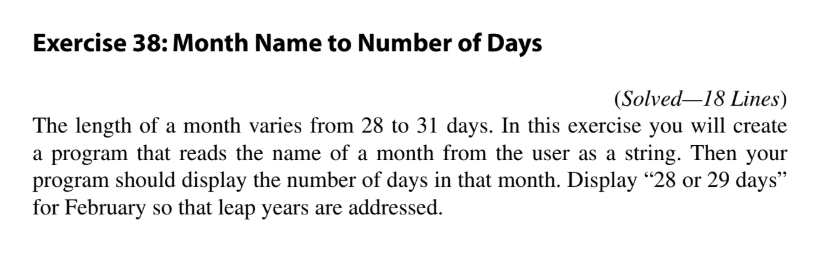 Exercise 38: Month Name to Number of Days
(Solved—18 Lines)
The length of a month varies from 28 to 31 days. In this exercise you will create
a program that reads the name of a month from the user as a string. Then your
program should display the number of days in that month. Display “28 or 29 days”
for February so that leap years are addressed.